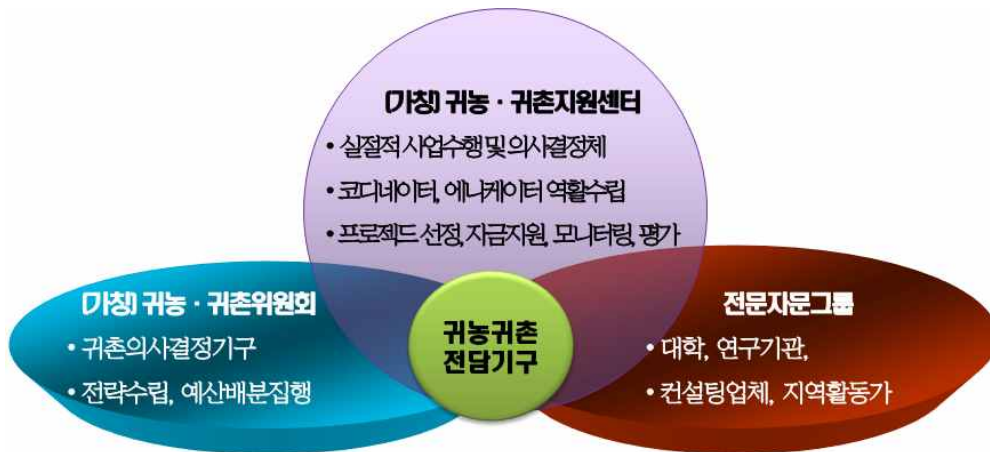 (가칭) 귀농 · 귀촌지원센터
• 실절적 사업수행 및 의사결정체
• 코디네이터, 에니케이터 역활수립
• 프로젝드 선정, 자금지원, 모니터링, 평가
(가칭) 귀농 · 귀촌위원회
• 귀촌의사결정기구
• 전략수립, 예산배분집행
귀농귀촌
전담기구
전문자문그룹
• 대학, 연구기관,
• 컨설팅업체, 지역활동가